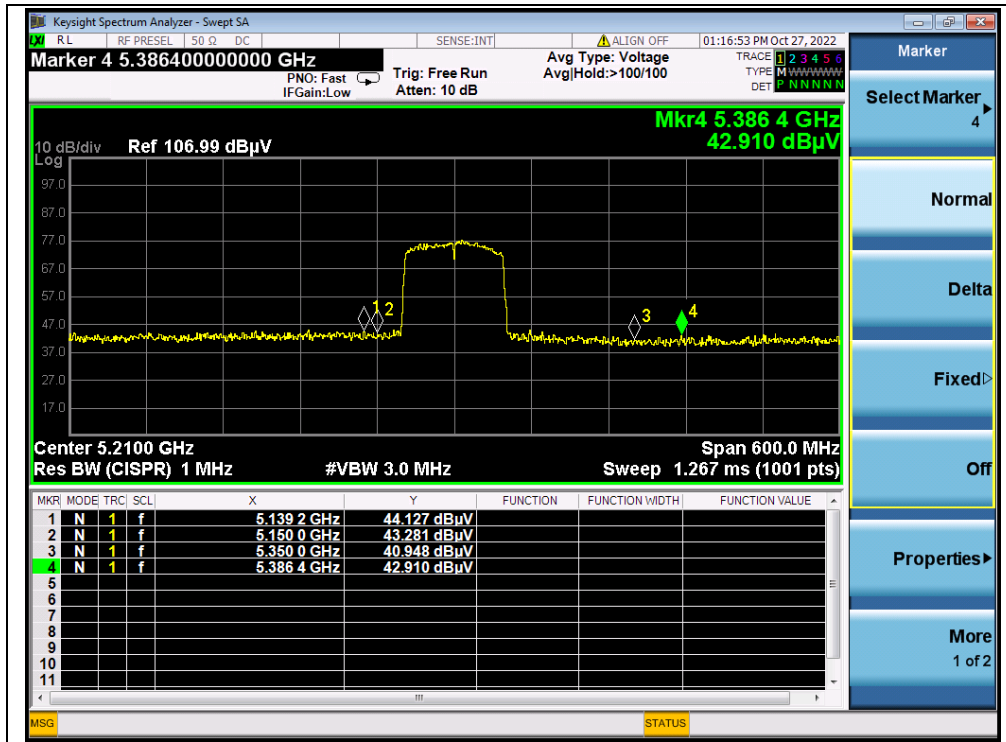 Keysight Spectrum Analyzer - Swept SA
LXI RL RF PRESEL 50 Ω DC SENSE:INT ALIGN OFF 01:16:53 PM Oct 27, 2022
Marker 4 5.386400000000 GHz
PNO: Fast
IFGain:Low
Trig: Free Run
Atten: 10 dB
Avg Type: Voltage
Avg|Hold:>100/100
TRACE 1 2 3 4 5 6
TYPE M WWWWW
DET P N N N N N
Mkr4 5.386 4 GHz
42.910 dBµV
10 dB/div Ref 106.99 dBµV
Log
97.0
87.0
77.0
67.0
57.0
47.0
37.0
27.0
17.0
1
2
3
4
Center 5.2100 GHz Span 600.0 MHz
Res BW (CISPR) 1 MHz #VBW 3.0 MHz Sweep 1.267 ms (1001 pts)
MKR MODE TRC SCL X Y FUNCTION FUNCTION WIDTH FUNCTION VALUE
1 N 1 f 5.139 2 GHz 44.127 dBµV
2 N 1 f 5.150 0 GHz 43.281 dBµV
3 N 1 f 5.350 0 GHz 40.948 dBµV
4 N 1 f 5.386 4 GHz 42.910 dBµV
5
6
7
8
9
10
11
MSG STATUS
Marker
Select Marker
4
Normal
Delta
Fixed
Off
Properties
More
1 of 2